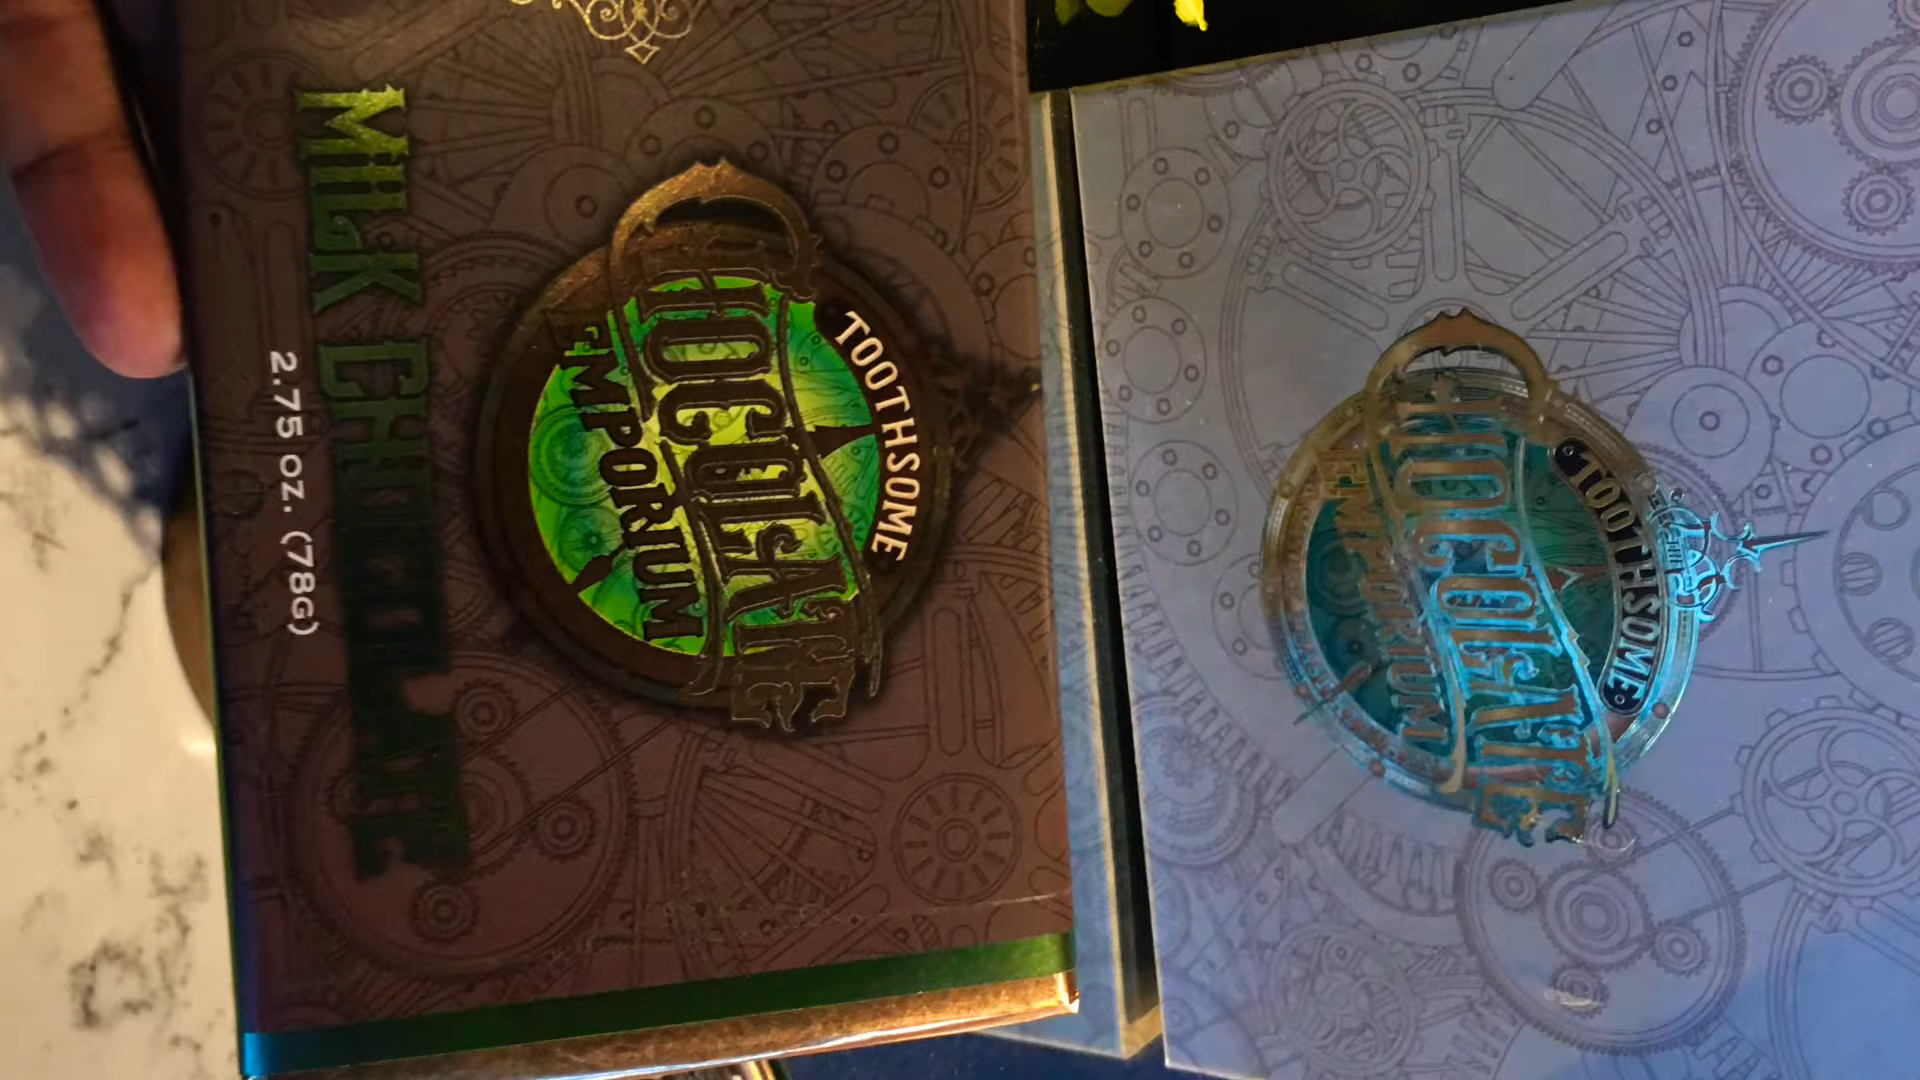 TOOTHSOME
CHOCOLATE
EMPORIUM
MILK CHOCOLATE
2.75 OZ. (78G)
TOOTHSOME
CHOCOLATE
EMPORIUM